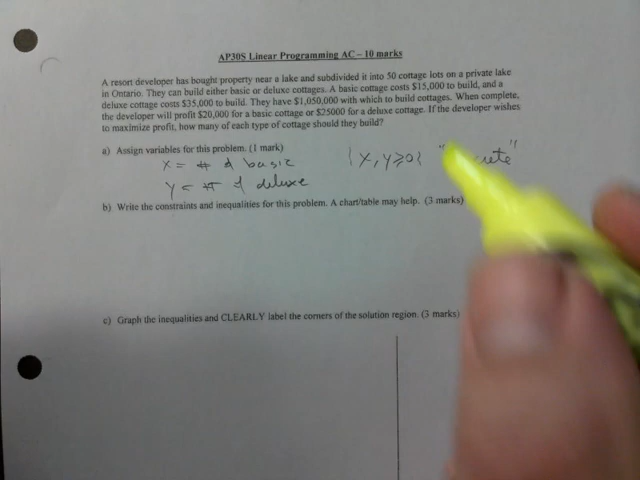 AP30S Linear Programming AC – 10 marks
A resort developer has bought property near a lake and subdivided it into 50 cottage lots on a private lake
in Ontario. They can build either basic or deluxe cottages. A basic cottage costs $15,000 to build, and a
deluxe cottage costs $35,000 to build. They have $1,050,000 with which to build cottages. When complete,
the developer will profit $20,000 for a basic cottage or $25000 for a deluxe cottage. If the developer wishes
to maximize profit, how many of each type of cottage should they build?
a) Assign variables for this problem. (1 mark)
x = # of basic {x, y ≥ 0}
y = # of deluxe
b) Write the constraints and inequalities for this problem. A chart/table may help. (3 marks)
c) Graph the inequalities and CLEARLY label the corners of the solution region. (3 marks)